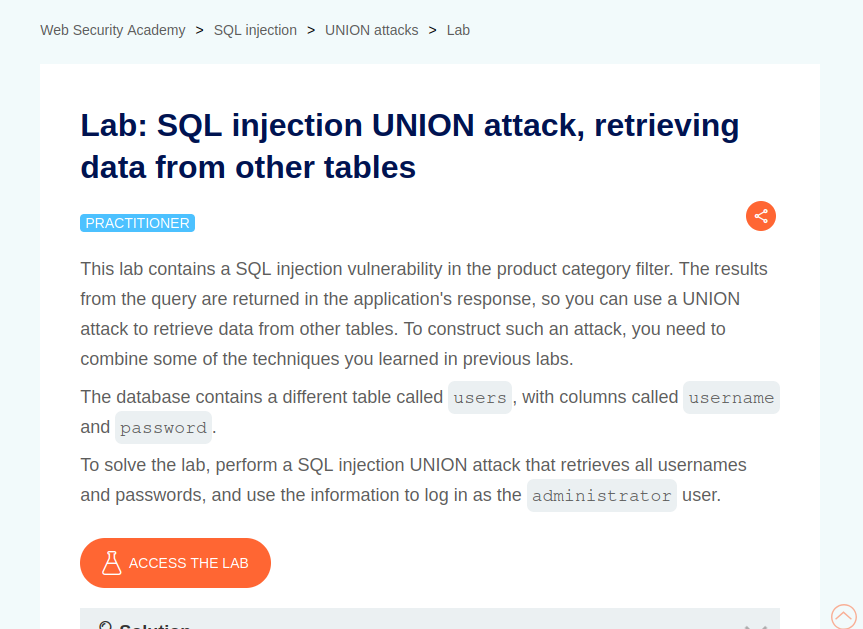 Web Security Academy > SQL injection > UNION attacks > Lab
Lab: SQL injection UNION attack, retrieving
data from other tables
PRACTITIONER
This lab contains a SQL injection vulnerability in the product category filter. The results
from the query are returned in the application's response, so you can use a UNION
attack to retrieve data from other tables. To construct such an attack, you need to
combine some of the techniques you learned in previous labs.
The database contains a different table called users, with columns called username
and password.
To solve the lab, perform a SQL injection UNION attack that retrieves all usernames
and passwords, and use the information to log in as the administrator user.
ACCESS THE LAB
Solution